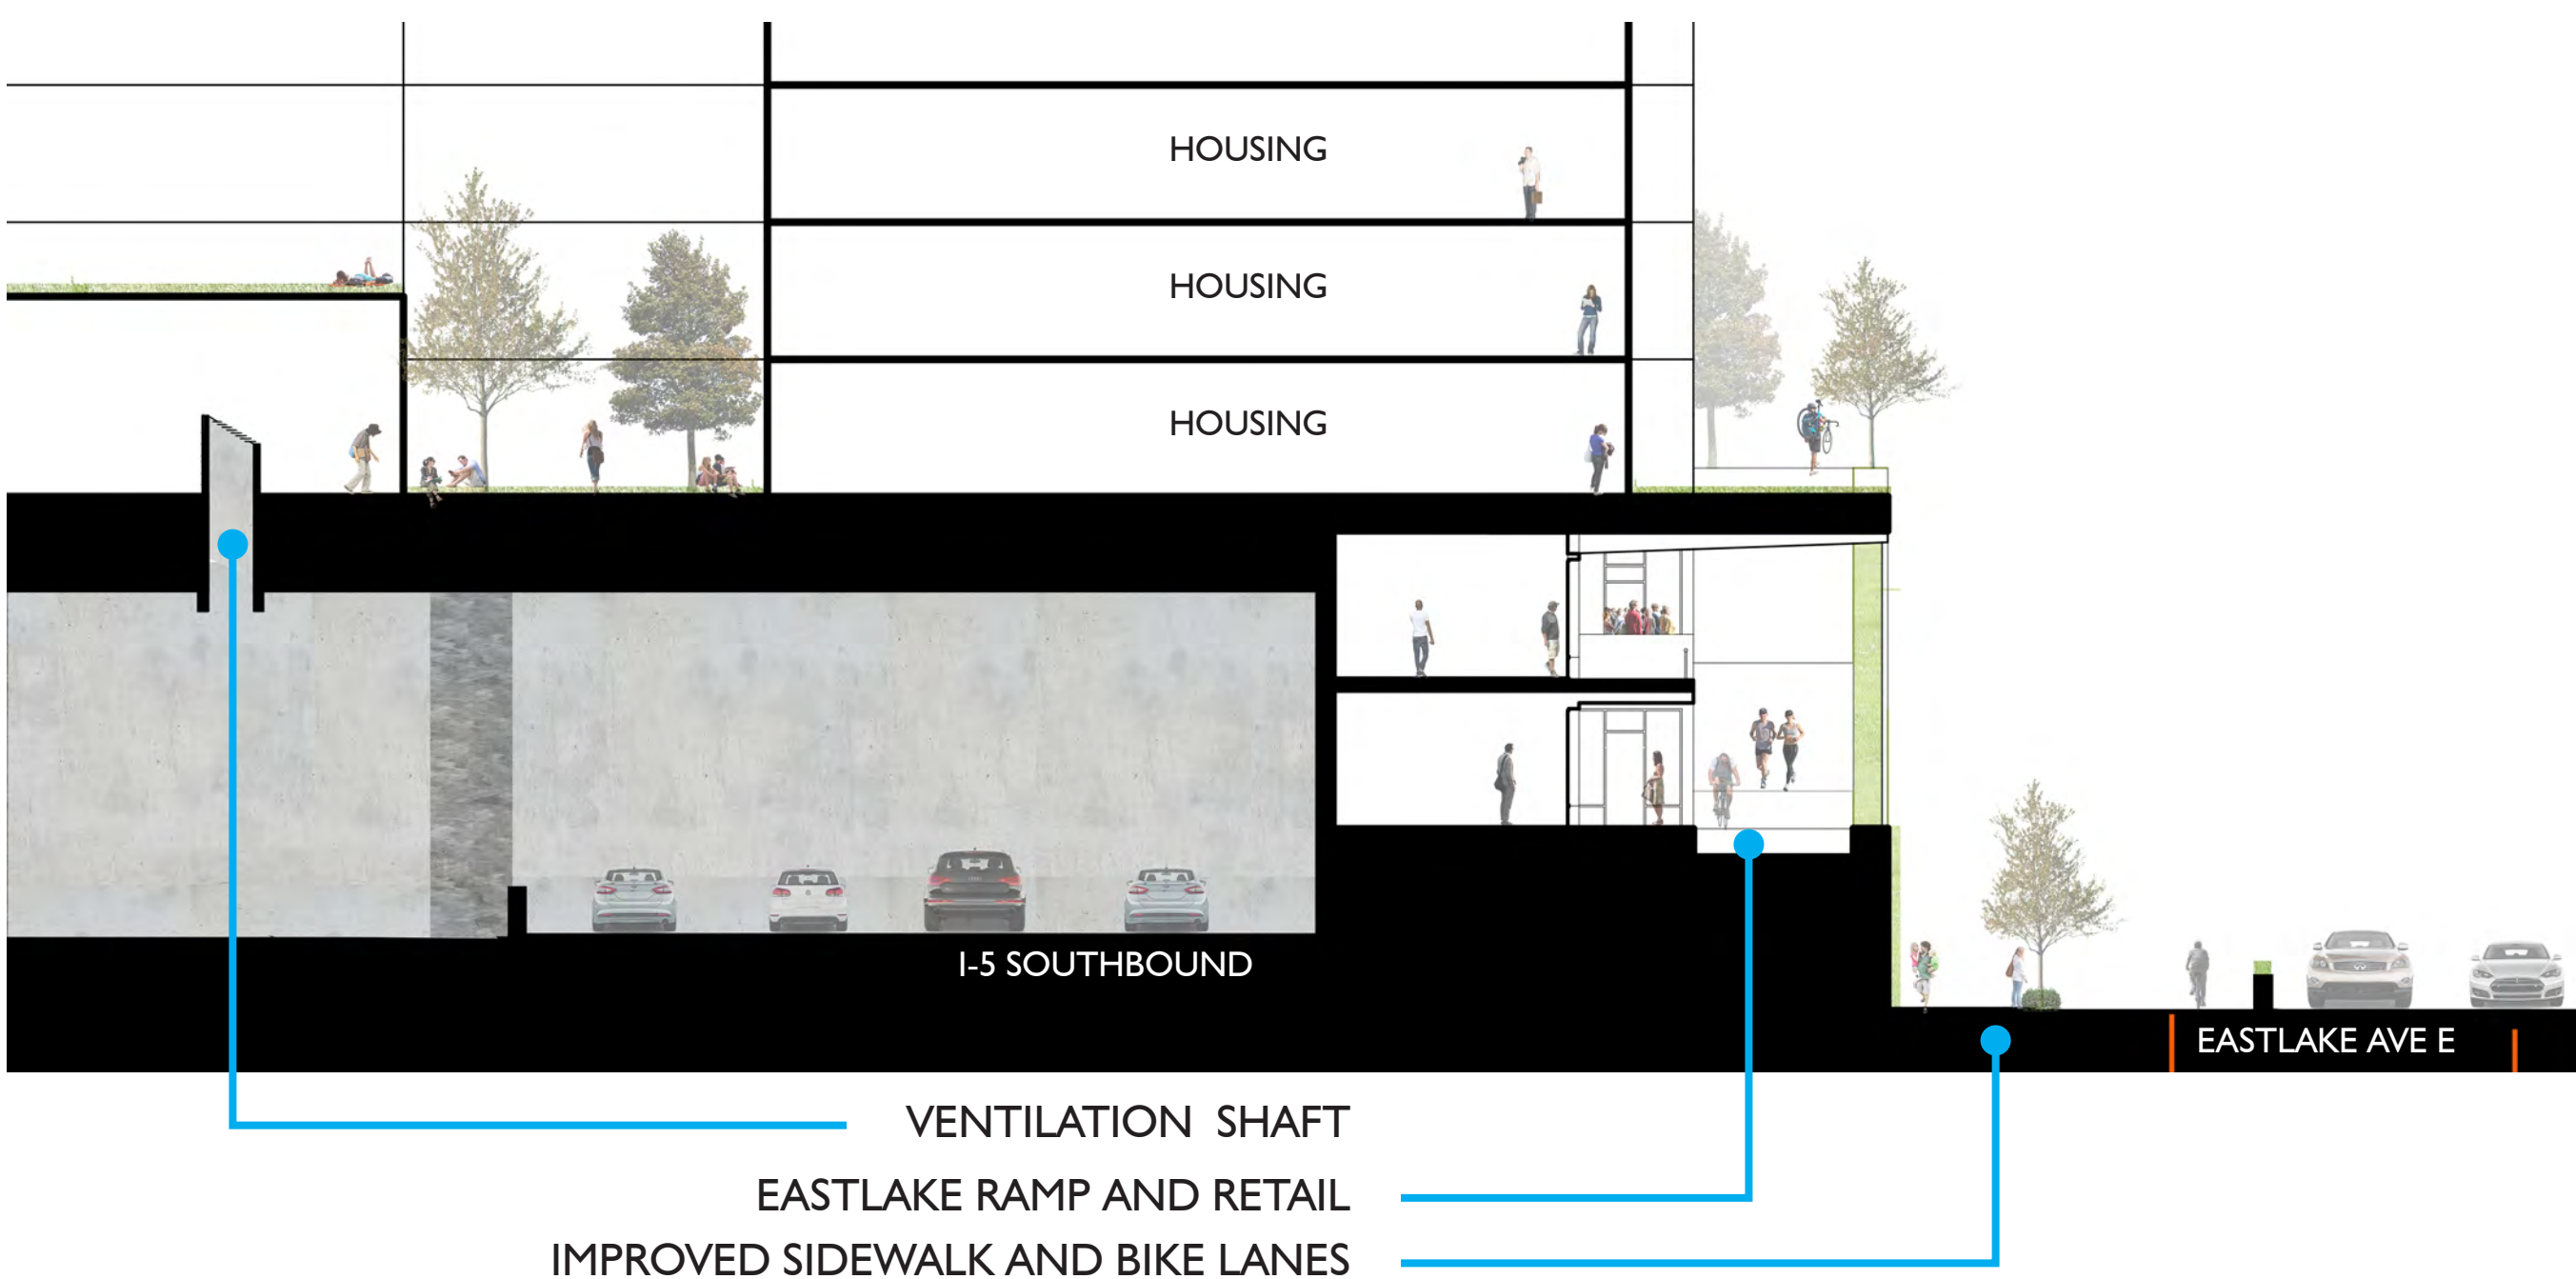 HOUSING
HOUSING
HOUSING
I-5 SOUTHBOUND
EASTLAKE AVE E
VENTILATION SHAFT
EASTLAKE RAMP AND RETAIL
IMPROVED SIDEWALK AND BIKE LANES